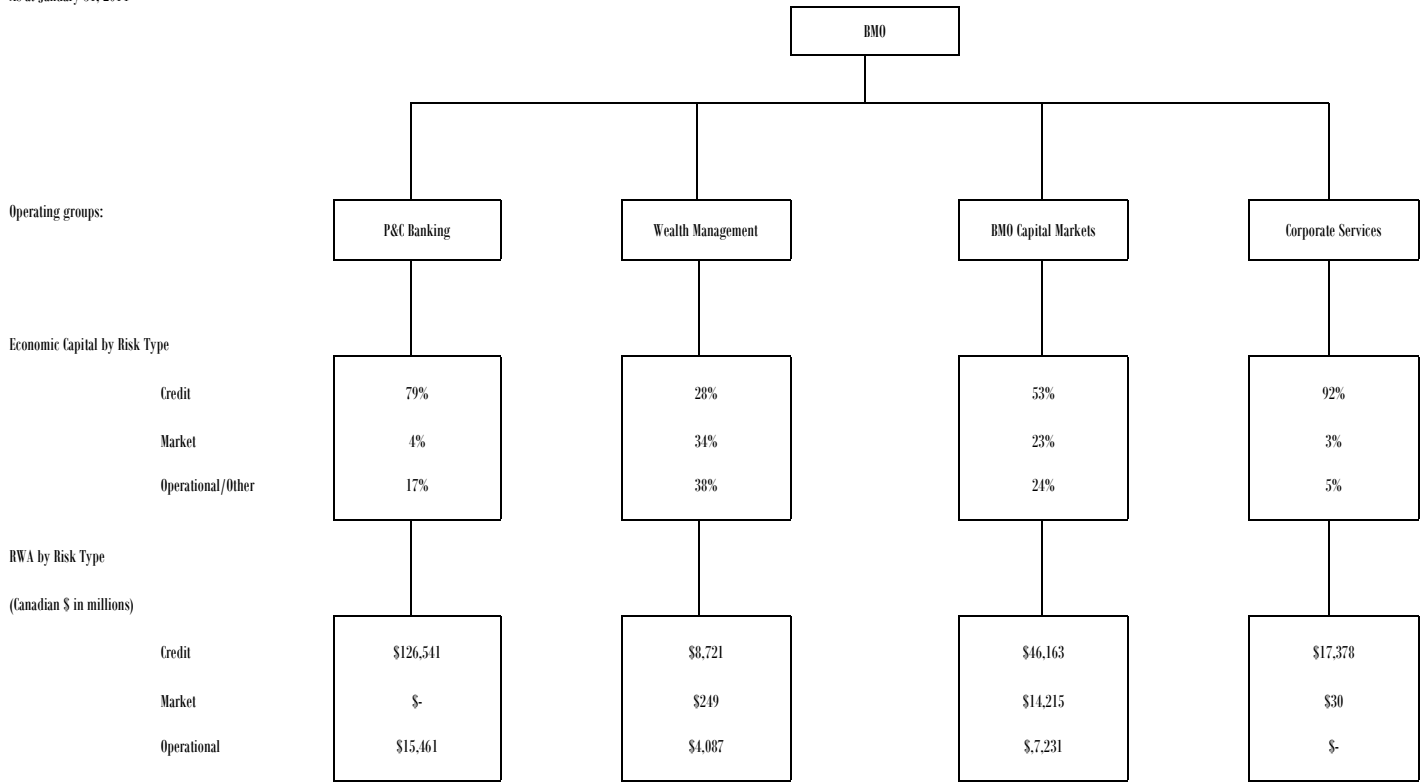 BMO
Operating groups:
P&C Banking Wealth Management BMO Capital Markets Corporate Services
Economic Capital by Risk Type
Credit 79% 28% 53% 92%
Market 4% 34% 23% 3%
Operational/Other 17% 38% 24% 5%
RWA by Risk Type
(Canadian $ in millions)
Credit $126,541 $8,721 $46,163 $17,378
Market $- $249 $14,215 $30
Operational $15,461 $4,087 $,7,231 $-